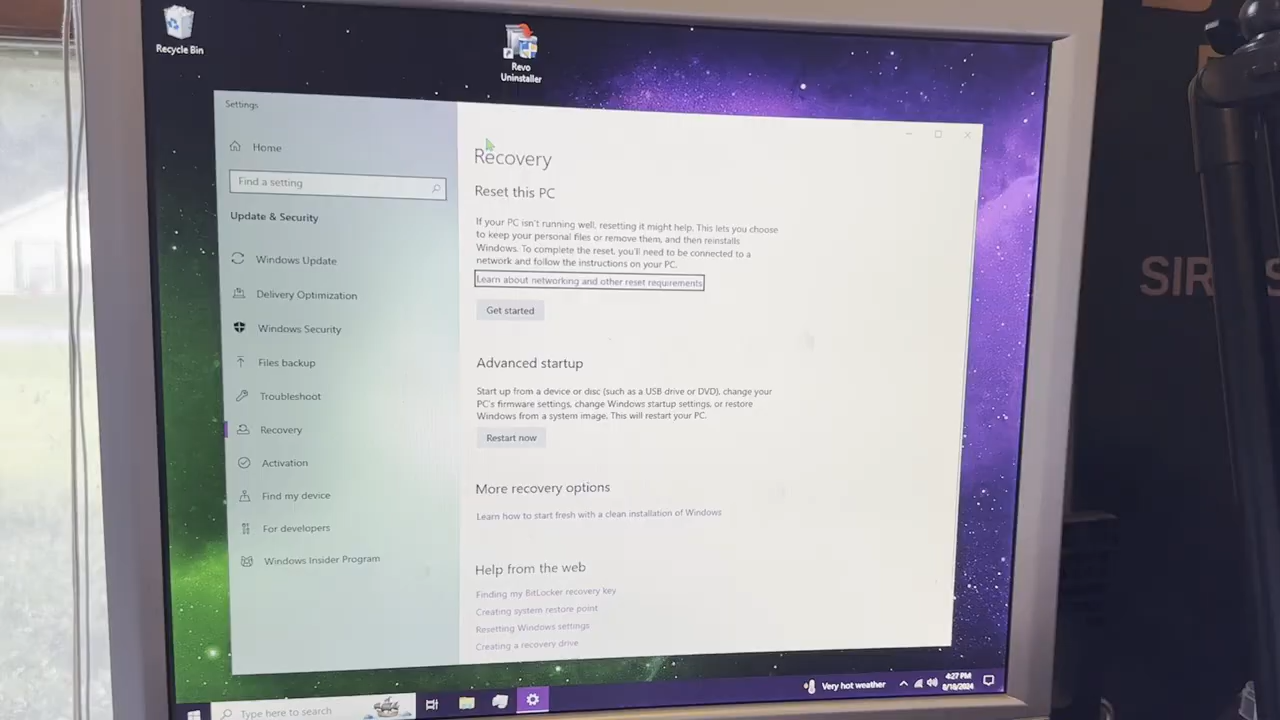 Recycle Bin
Revo
Uninstaller
Settings
Home
Find a setting
Update & Security
Windows Update
Delivery Optimization
Windows Security
Files backup
Troubleshoot
Recovery
Activation
Find my device
For developers
Windows Insider Program
Recovery
Reset this PC
If your PC isn't running well, resetting it might help. This lets you choose
to keep your personal files or remove them, and then reinstalls
Windows. To complete the reset, you'll need to be connected to a
network and follow the instructions on your PC.
Learn about networking and other reset requirements
Get started
Advanced startup
Start up from a device or disc (such as a USB drive or DVD), change your
PC's firmware settings, change Windows startup settings, or restore
Windows from a system image. This will restart your PC.
Restart now
More recovery options
Learn how to start fresh with a clean installation of Windows
Help from the web
Finding my BitLocker recovery key
Creating system restore point
Resetting Windows settings
Creating a recovery drive
Type here to search
Very hot weather
4:27 PM
8/18/2024